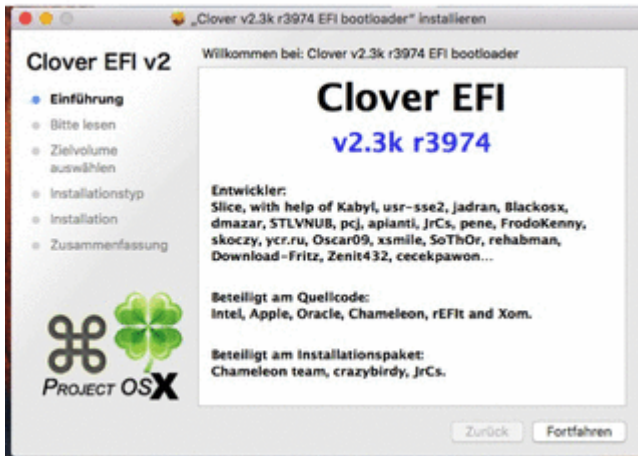 „Clover v2.3k r3974 EFI bootloader“ installieren
Clover EFI v2
Willkommen bei: Clover v2.3k r3974 EFI bootloader
Einführung
Bitte lesen
Zielvolume
auswählen
Installationstyp
Installation
Zusammenfassung
Clover EFI
v2.3k r3974
Entwickler:
Slice, with help of Kabyl, usr-sse2, jadran, Blackosx,
dmazar, STLVNUB, pcj, apianti, JrCs, pene, FrodoKenny,
skoczy, ycr.ru, Oscar09, xsmile, SoThOr, rehabman,
Download-Fritz, Zenit432, cecekpawon...
Beteiligt am Quellcode:
Intel, Apple, Oracle, Chameleon, rEFIt and Xom.
Beteiligt am Installationspaket:
Chameleon team, crazybirdy, JrCs.
PROJECT OSX
Zurück
Fortfahren